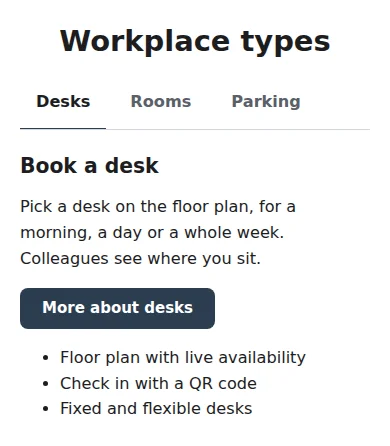 Workplace types
Desks Rooms Parking
Book a desk
Pick a desk on the floor plan, for a
morning, a day or a whole week.
Colleagues see where you sit.
More about desks
• Floor plan with live availability
• Check in with a QR code
• Fixed and flexible desks